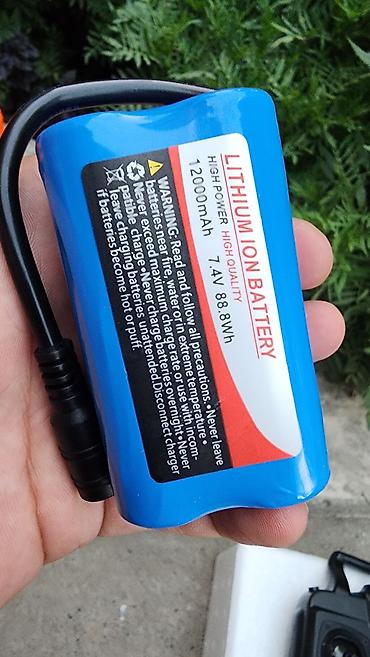 LITHIUM ION BATTERY
HIGH POWER HIGH QUALITY
12000mAh 7.4V 88.8Wh
WARNING: Read and follow all precautions. •Never leave
batteries near fire, water or in extreme temperature •
Never exceed maximum charge rate or use with incom-
patible charge •Never charge batteries overnight •Never
leave charging batteries unattended.Disconnect charger
if batteries become hot or puff.